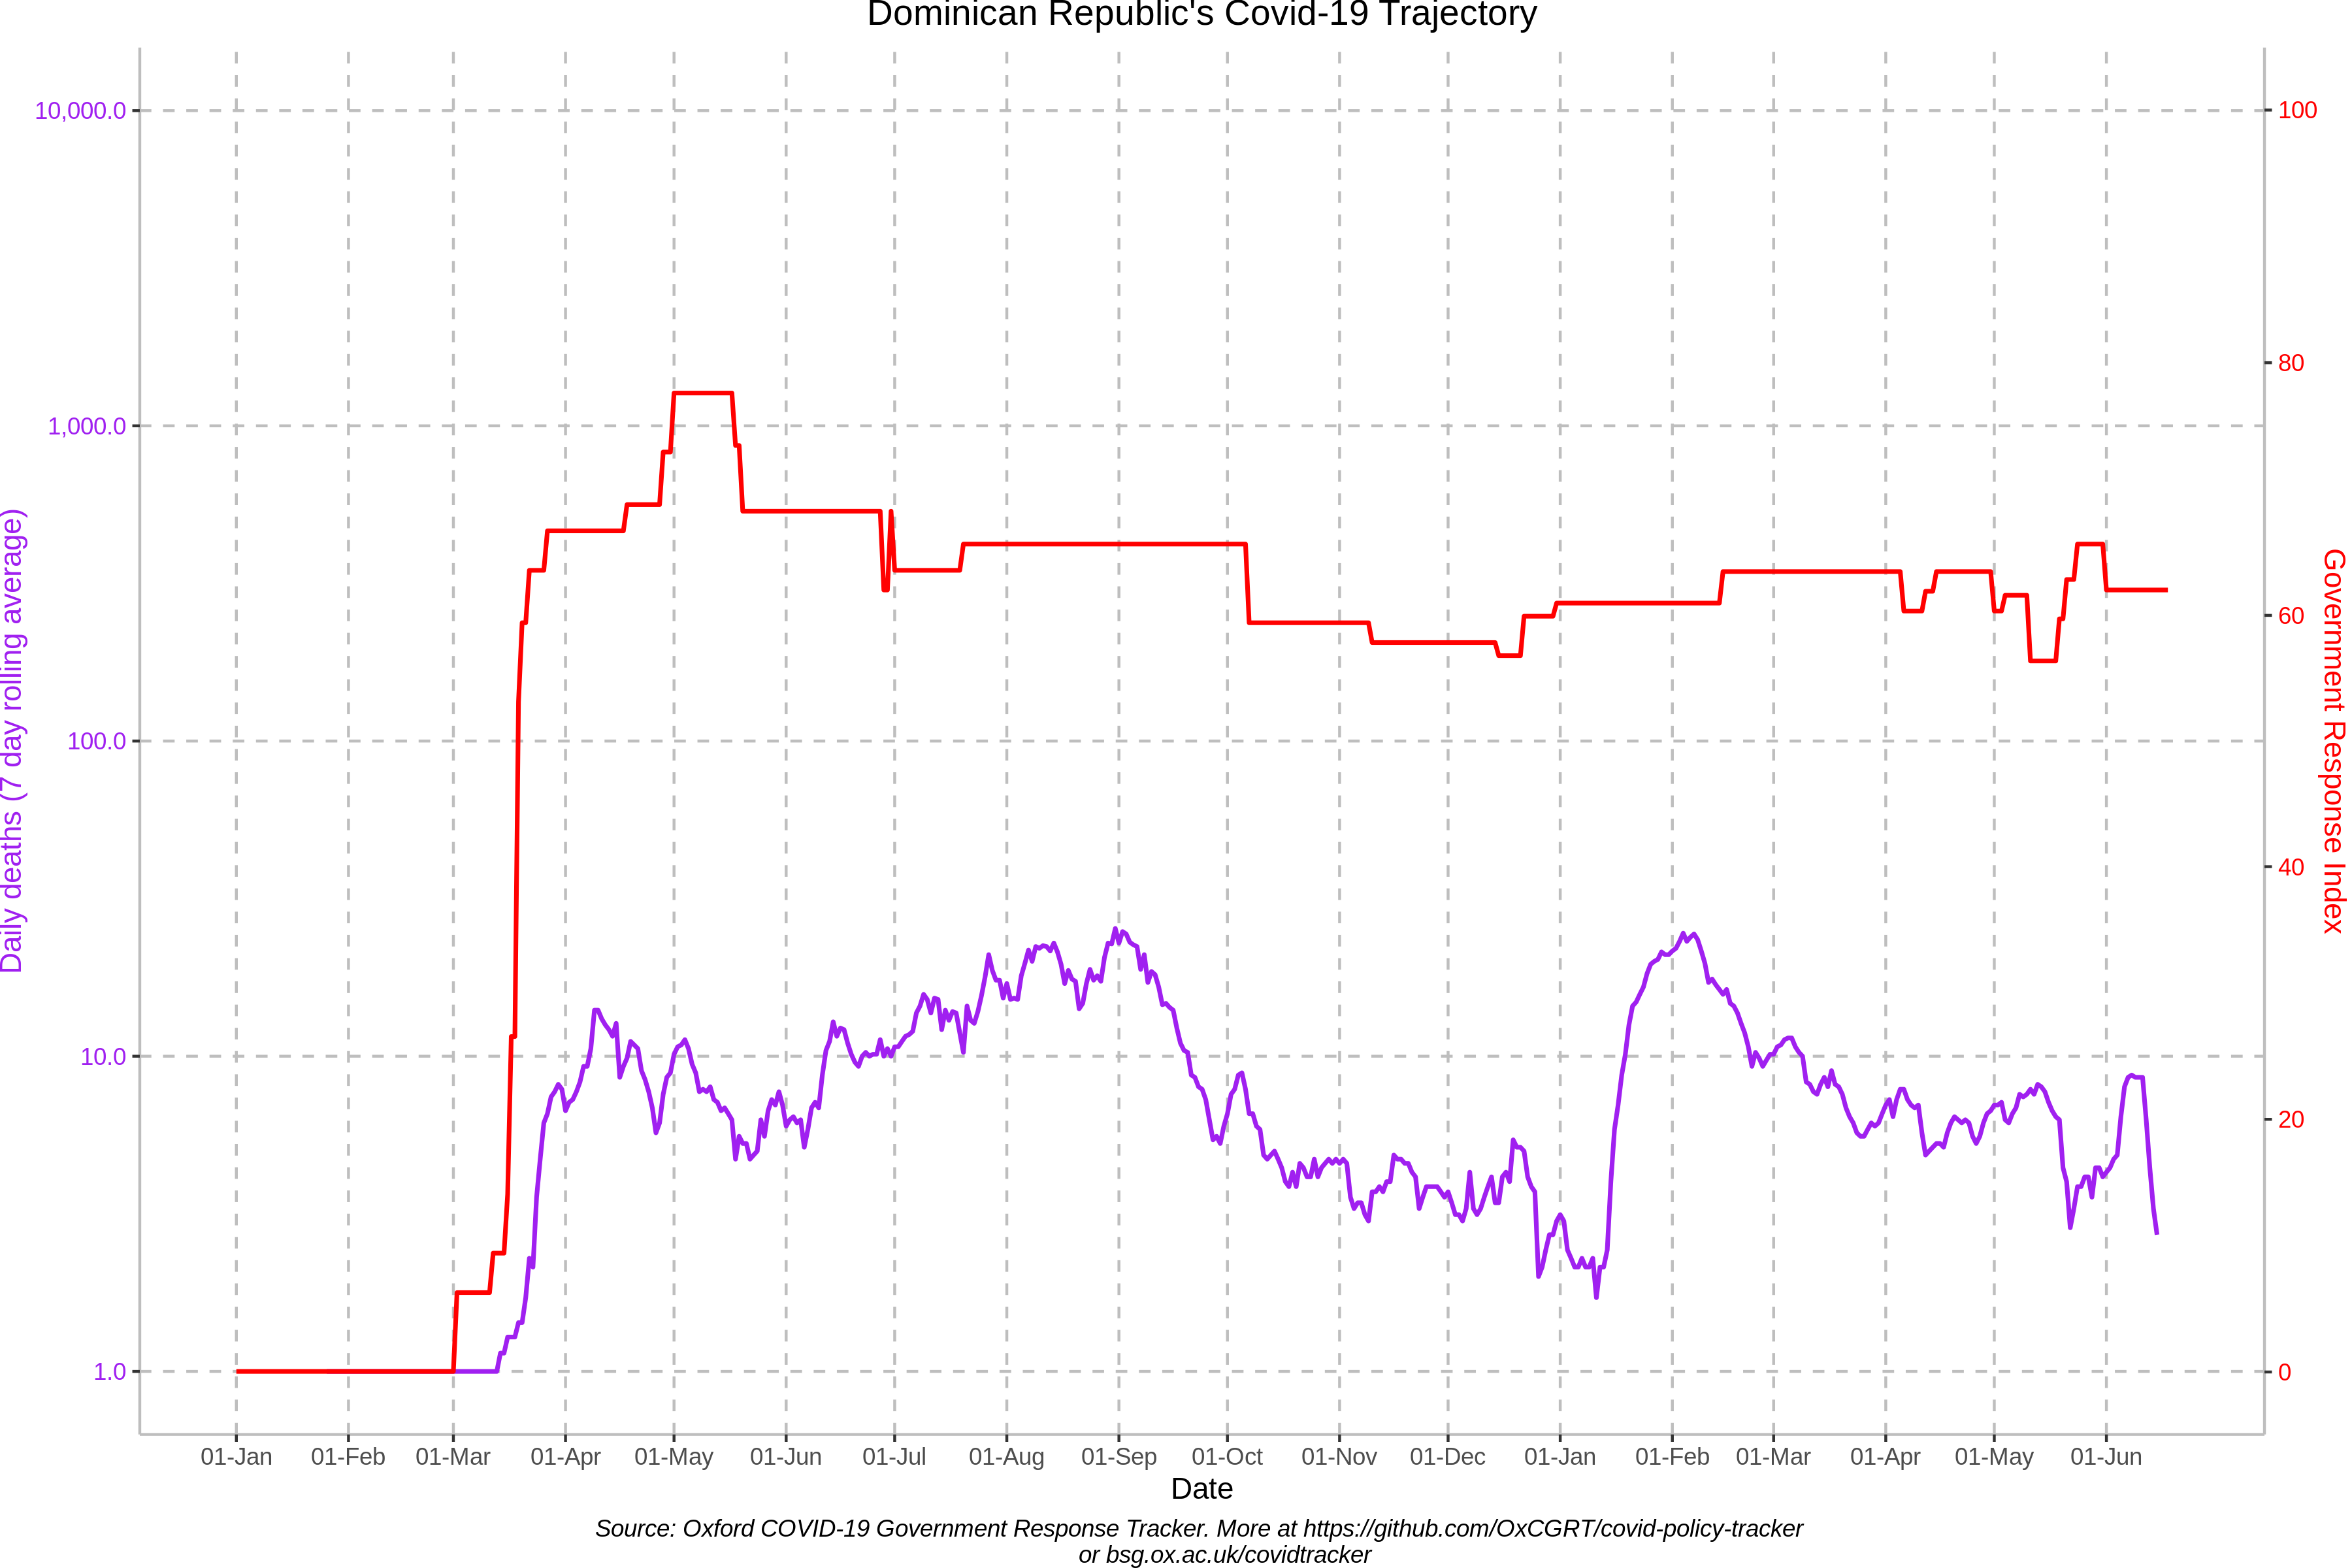 Dominican Republic's Covid-19 Trajectory
10,000.0
1,000.0
100.0
10.0
1.0
Daily deaths (7 day rolling average)
100
80
60
40
20
0
Government Response Index
01-Jan 01-Feb 01-Mar 01-Apr 01-May 01-Jun 01-Jul 01-Aug 01-Sep 01-Oct 01-Nov 01-Dec 01-Jan 01-Feb 01-Mar 01-Apr 01-May 01-Jun
Date
Source: Oxford COVID-19 Government Response Tracker. More at https://github.com/OxCGRT/covid-policy-tracker
or bsg.ox.ac.uk/covidtracker